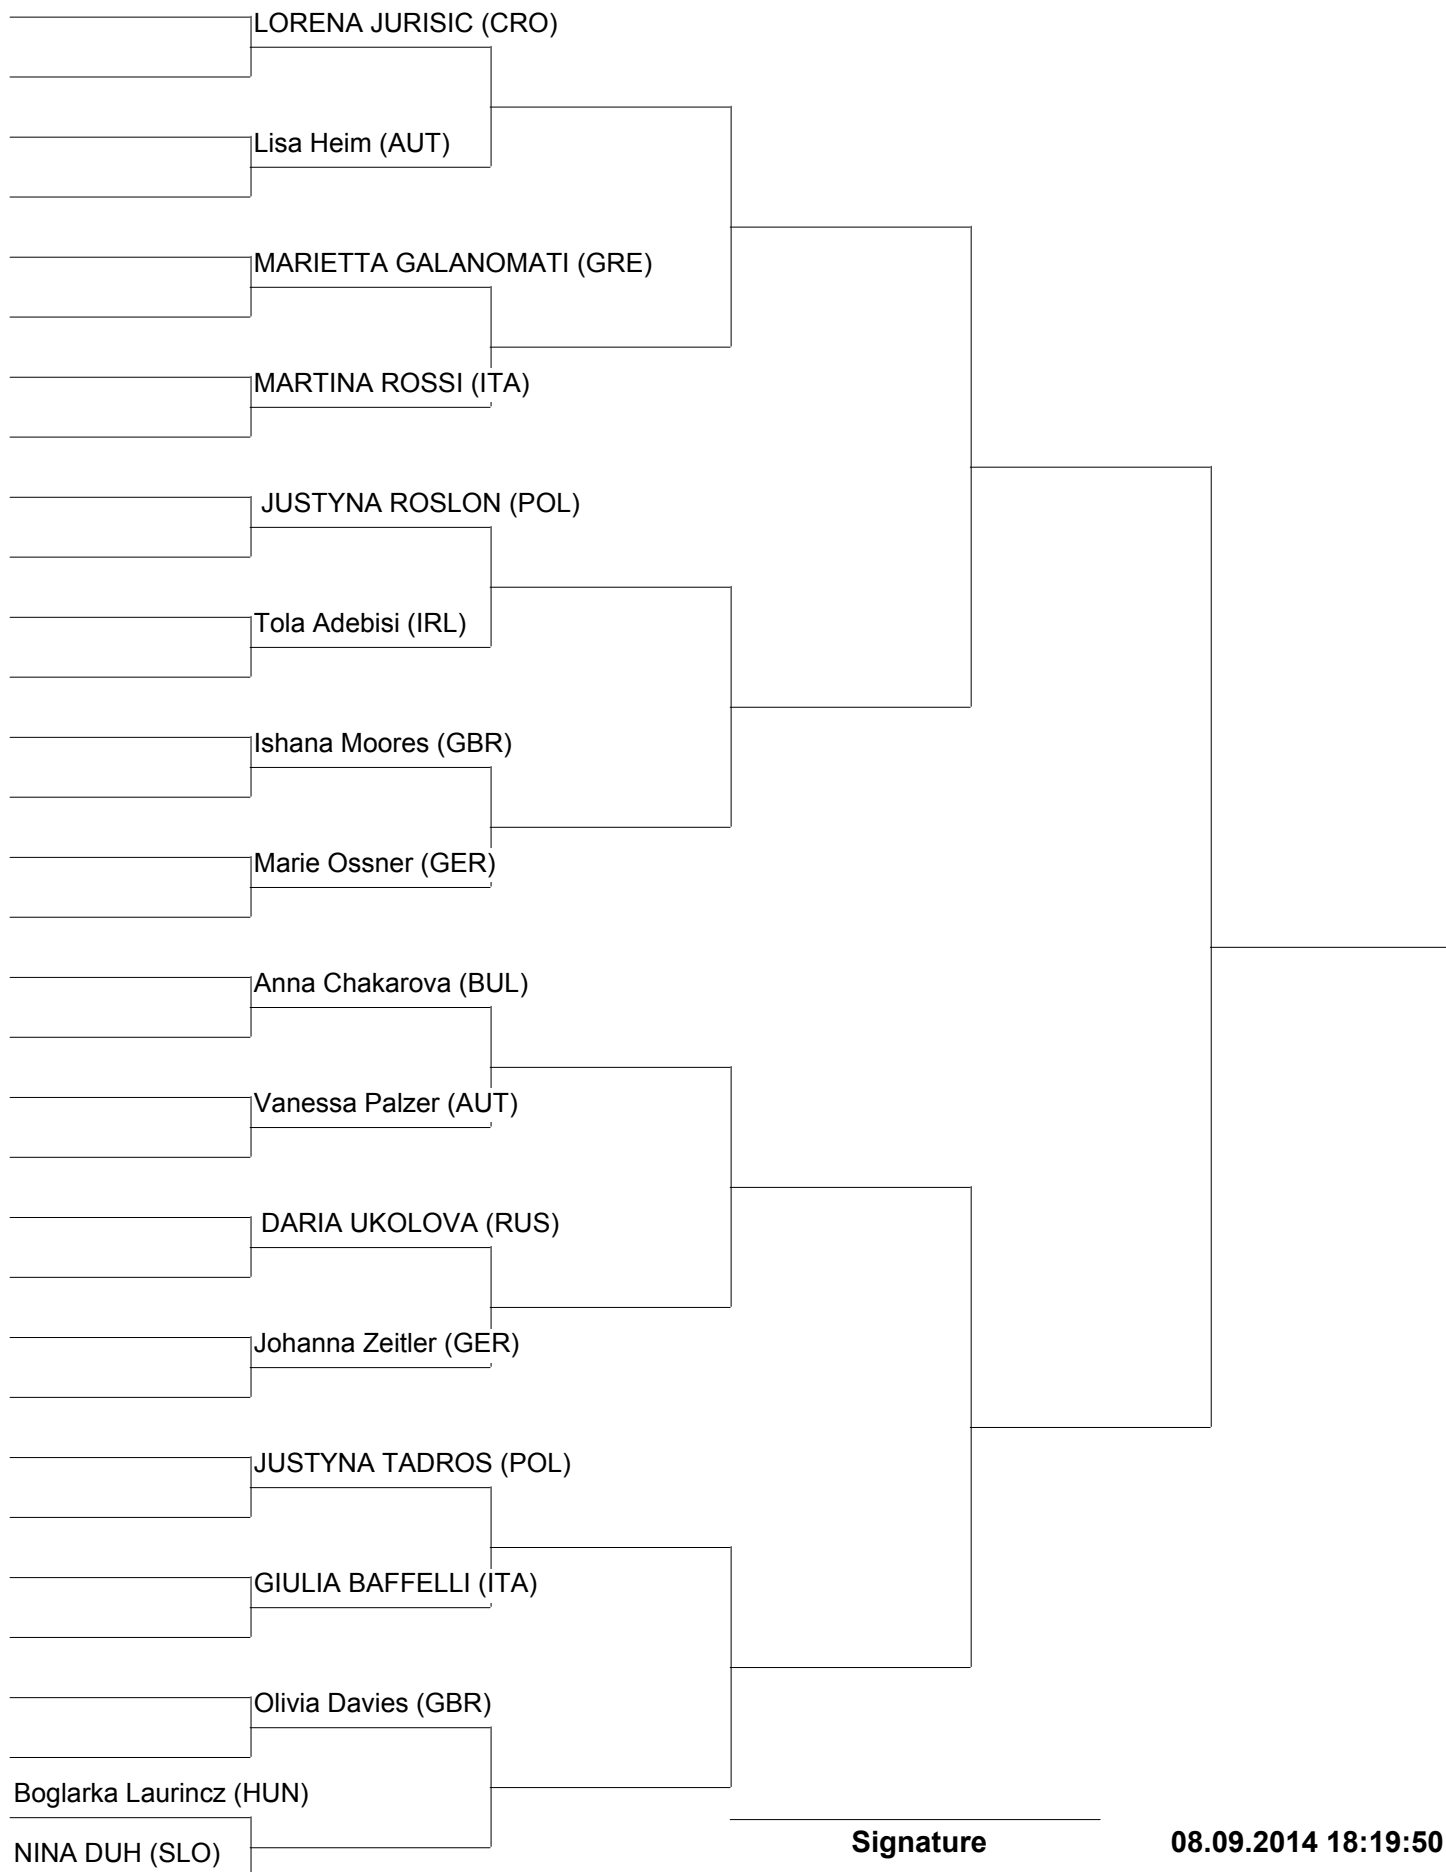 LORENA JURISIC (CRO)
Lisa Heim (AUT)
MARIETTA GALANOMATI (GRE)
MARTINA ROSSI (ITA)
JUSTYNA ROSLON (POL)
Tola Adebisi (IRL)
Ishana Moores (GBR)
Marie Ossner (GER)
Anna Chakarova (BUL)
Vanessa Palzer (AUT)
DARIA UKOLOVA (RUS)
Johanna Zeitler (GER)
JUSTYNA TADROS (POL)
GIULIA BAFFELLI (ITA)
Olivia Davies (GBR)
Boglarka Laurincz (HUN)
NINA DUH (SLO)
Signature 08.09.2014 18:19:50